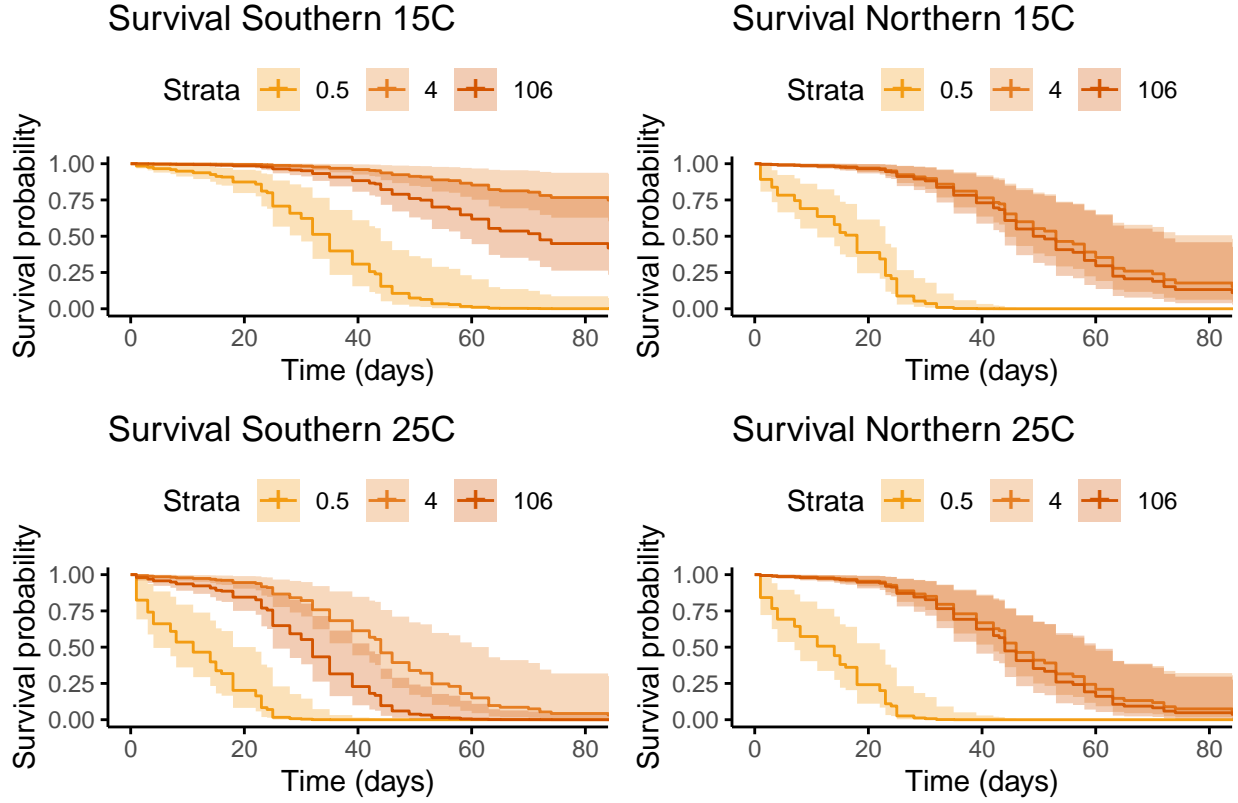 Survival Southern 15C
Strata 0.5 4 106
Survival probability
1.00
0.75
0.50
0.25
0.00
0 20 40 60 80
Time (days)
Survival Northern 15C
Strata 0.5 4 106
Survival probability
1.00
0.75
0.50
0.25
0.00
0 20 40 60 80
Time (days)
Survival Southern 25C
Strata 0.5 4 106
Survival probability
1.00
0.75
0.50
0.25
0.00
0 20 40 60 80
Time (days)
Survival Northern 25C
Strata 0.5 4 106
Survival probability
1.00
0.75
0.50
0.25
0.00
0 20 40 60 80
Time (days)